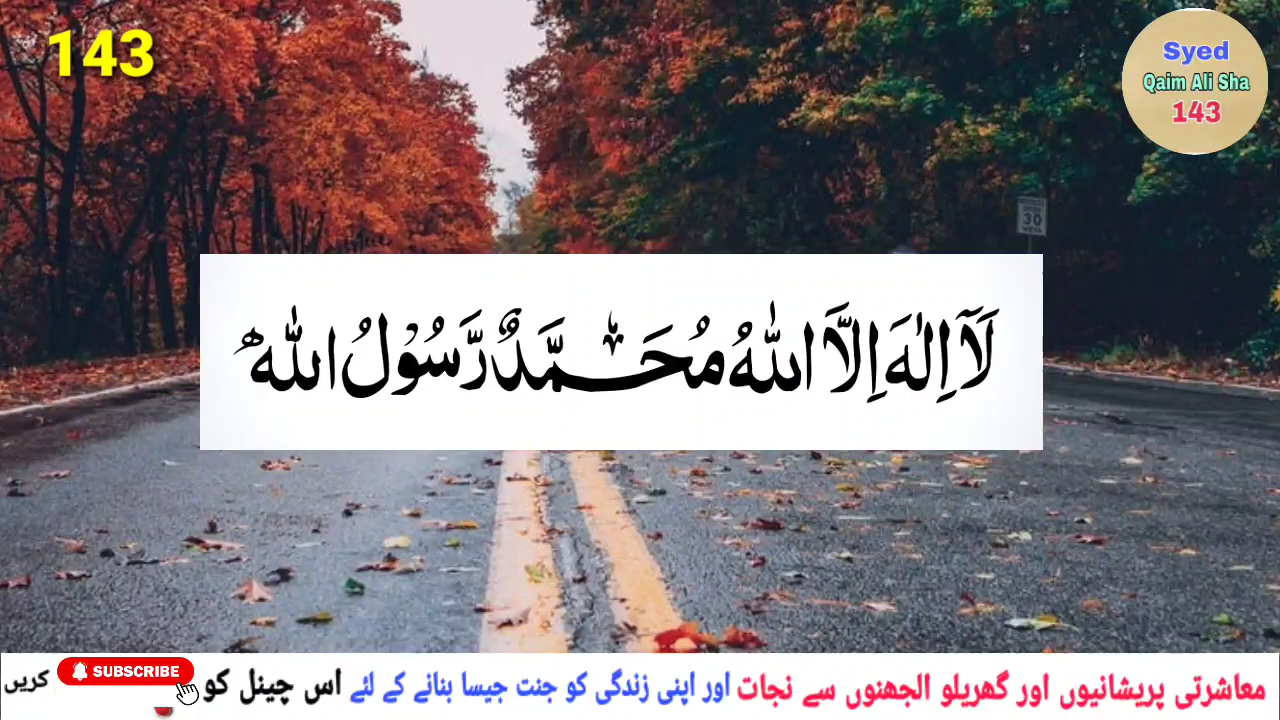 143
Syed
Qaim Ali Sha
143
30
لَآ اِلٰهَ اِلَّا اللّٰهُ مُحَمَّدٌ رَّسُوْلُ اللّٰهِ
معاشرتی پریشانیوں اور گھریلو الجھنوں سے نجات اور اپنی زندگی کو جنت جیسا بنانے کے لئے اس چینل کو SUBSCRIBE کریں